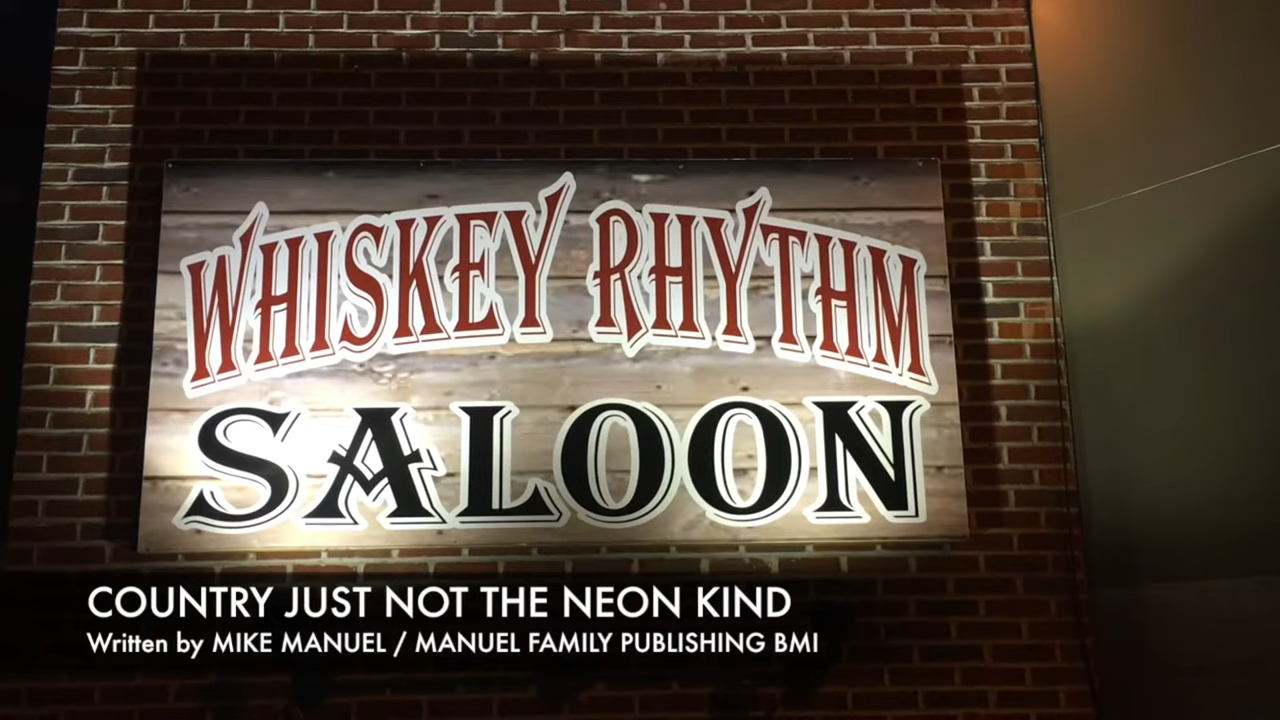 WHISKEY RHYTHM
SALOON
COUNTRY JUST NOT THE NEON KIND
Written by MIKE MANUEL / MANUEL FAMILY PUBLISHING BMI